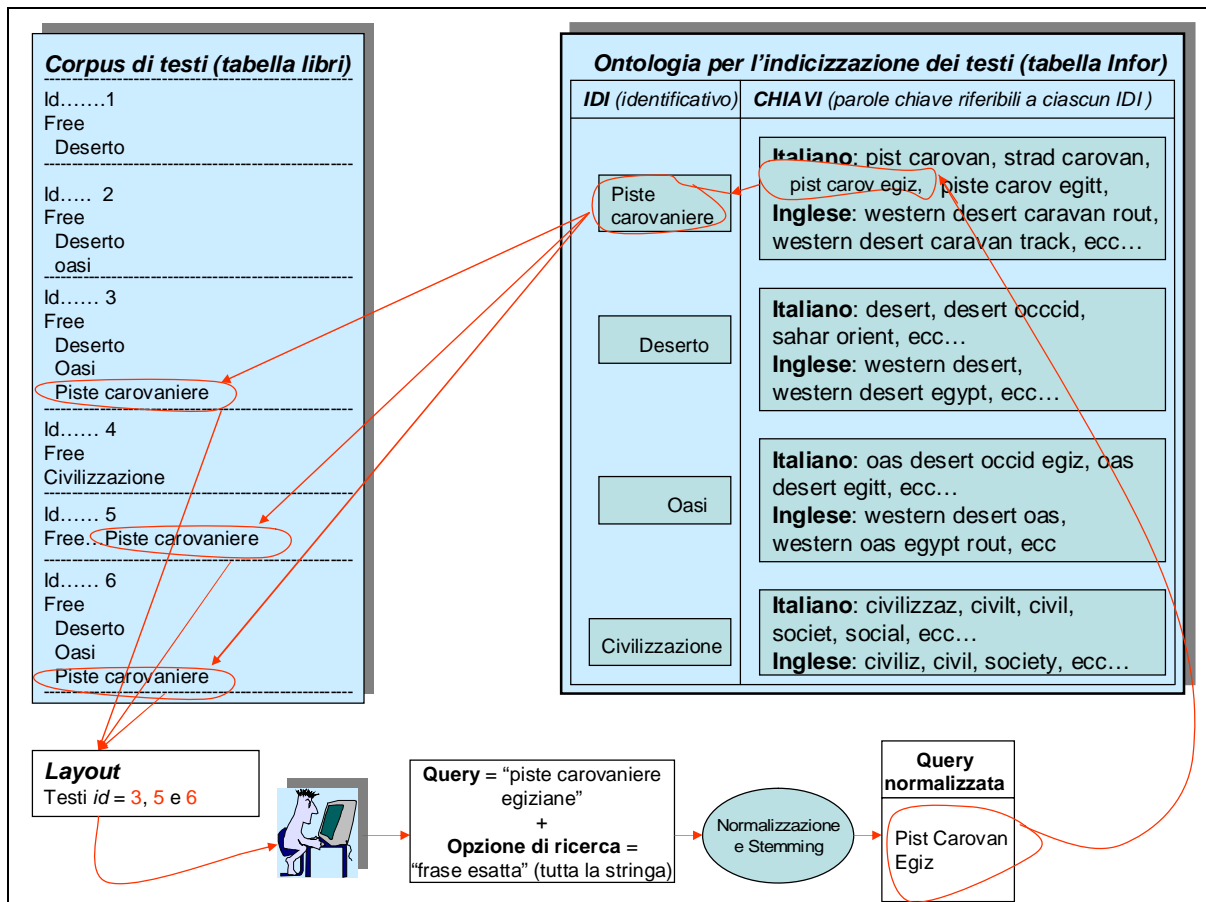 Corpus di testi (tabella libri)
Id.......1
Free
Deserto
Id..... 2
Free
Deserto
oasi
Id...... 3
Free
Deserto
Oasi
Piste carovaniere
Id...... 4
Free
Civilizzazione
Id...... 5
Free...Piste carovaniere
Id...... 6
Free
Deserto
Oasi
Piste carovaniere
Ontologia per l'indicizzazione dei testi (tabella Infor)
IDI (identificativo)
CHIAVI (parole chiave riferibili a ciascun IDI )
Piste
carovaniere
Italiano: pist carovan, strad carovan,
pist carov egiz, piste carov egitt,
Inglese: western desert caravan rout,
western desert caravan track, ecc…
Deserto
Italiano: desert, desert occcid,
sahar orient, ecc…
Inglese: western desert,
western desert egypt, ecc…
Oasi
Italiano: oas desert occid egiz, oas
desert egitt, ecc…
Inglese: western desert oas,
western oas egypt rout, ecc
Civilizzazione
Italiano: civilizzaz, civilt, civil,
societ, social, ecc…
Inglese: civiliz, civil, society, ecc…
Layout
Testi id = 3, 5 e 6
Query = “piste carovaniere
egiziane”
+
Opzione di ricerca =
“frase esatta” (tutta la stringa)
Normalizzazione
e Stemming
Query
normalizzata
Pist Carovan
Egiz